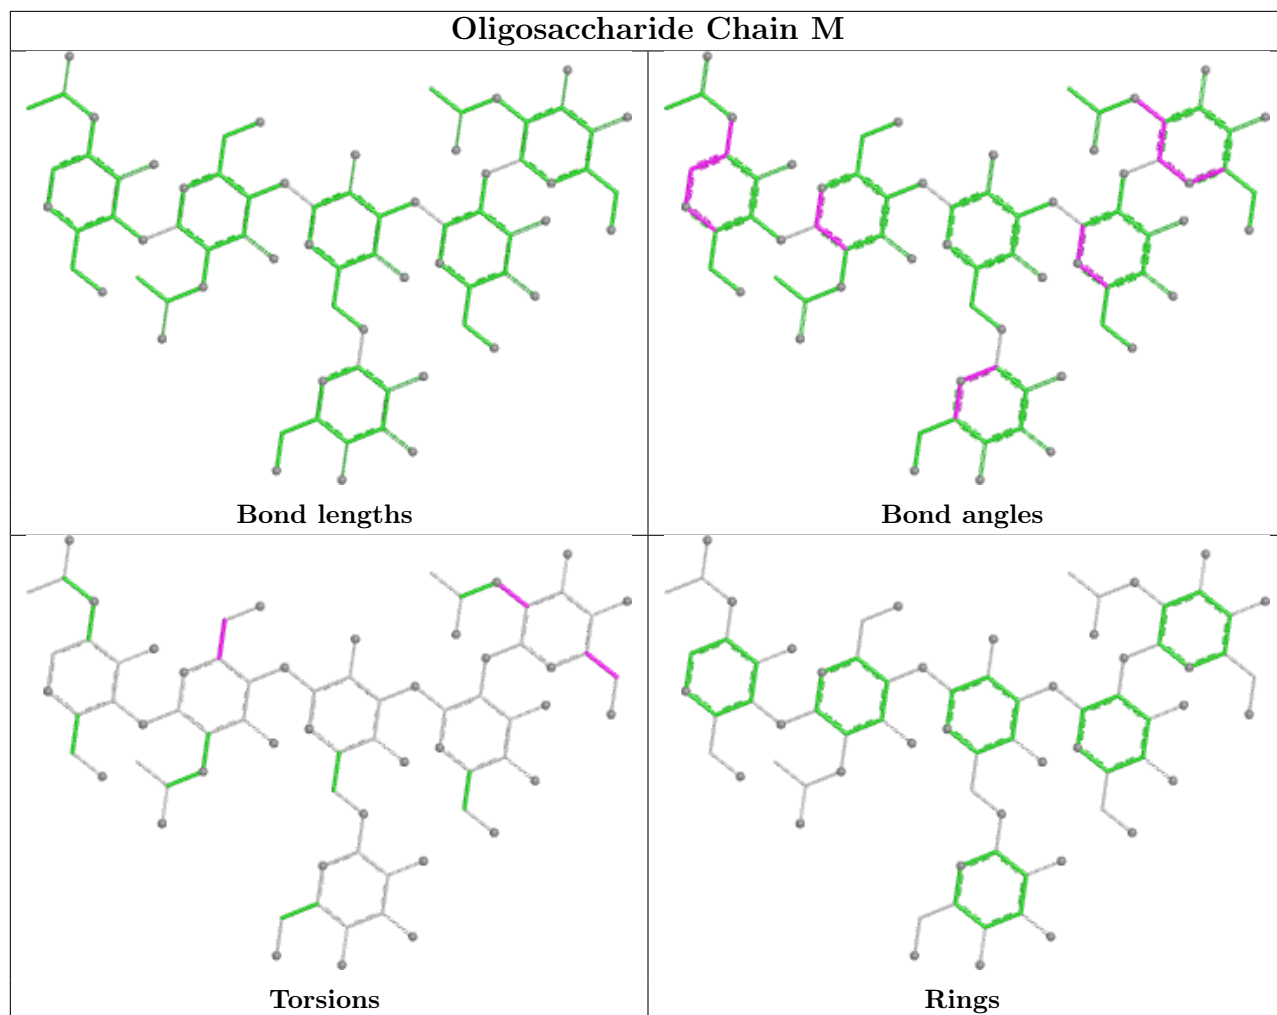 Oligosaccharide Chain M
Bond lengths
Bond angles
Torsions
Rings